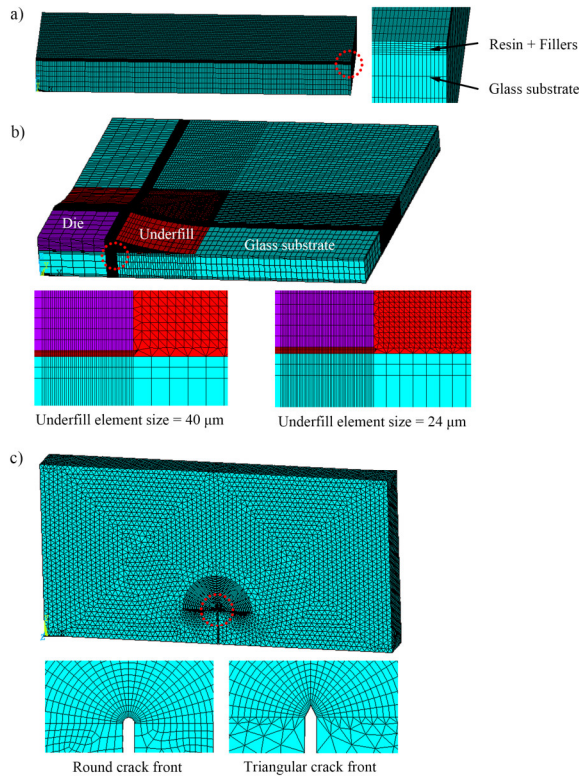 a)
Resin + Fillers
Glass substrate
b)
Die
Underfill
Glass substrate
Underfill element size = 40 μm
Underfill element size = 24 μm
c)
Round crack front
Triangular crack front